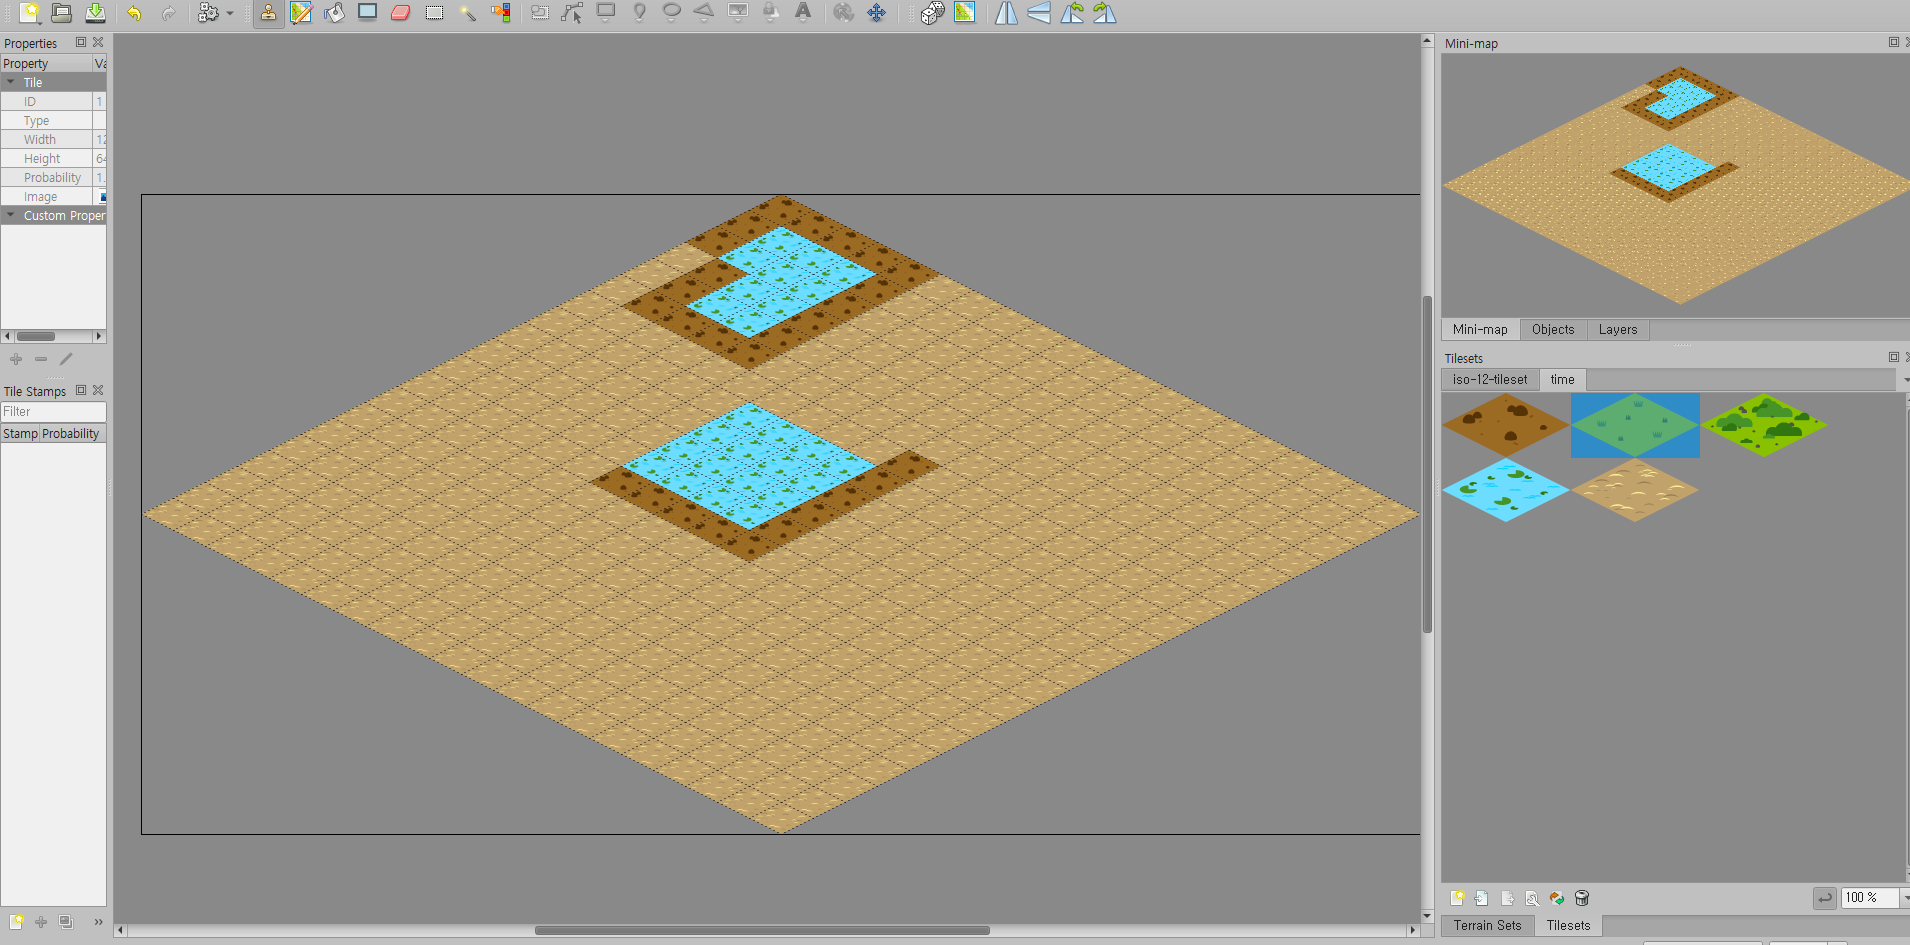 Properties
Property Va
Tile
ID 1
Type
Width 12
Height 64
Probability 1.
Image
Custom Proper
Tile Stamps
Filter
Stamp Probability
Mini-map
Mini-map Objects Layers
Tilesets
iso-12-tileset time
100 %
Terrain Sets Tilesets